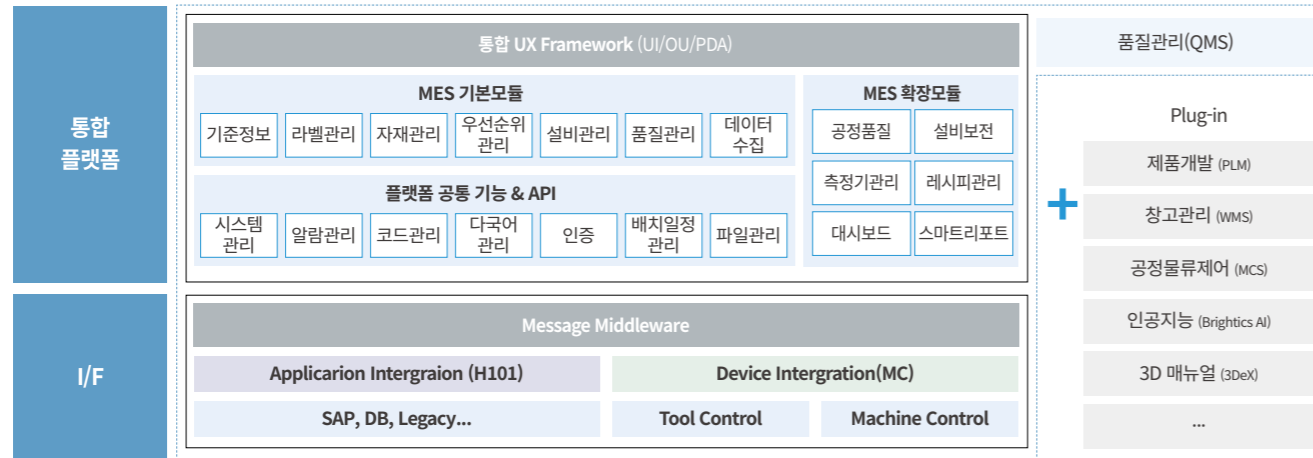 통합
플랫폼
통합 UX Framework (UI/OU/PDA)
MES 기본모듈
기준정보
라벨관리
자재관리
우선순위
관리
설비관리
품질관리
데이터
수집
플랫폼 공통 기능 & API
시스템
관리
알람관리
코드관리
다국어
관리
인증
배치일정
관리
파일관리
MES 확장모듈
공정품질
설비보전
측정기관리
레시피관리
대시보드
스마트리포트
I/F
Message Middleware
Applicarion Intergraion (H101)
Device Intergration(MC)
SAP, DB, Legacy...
Tool Control
Machine Control
+
품질관리(QMS)
Plug-in
제품개발 (PLM)
창고관리 (WMS)
공정물류제어 (MCS)
인공지능 (Brightics AI)
3D 매뉴얼 (3DeX)
...